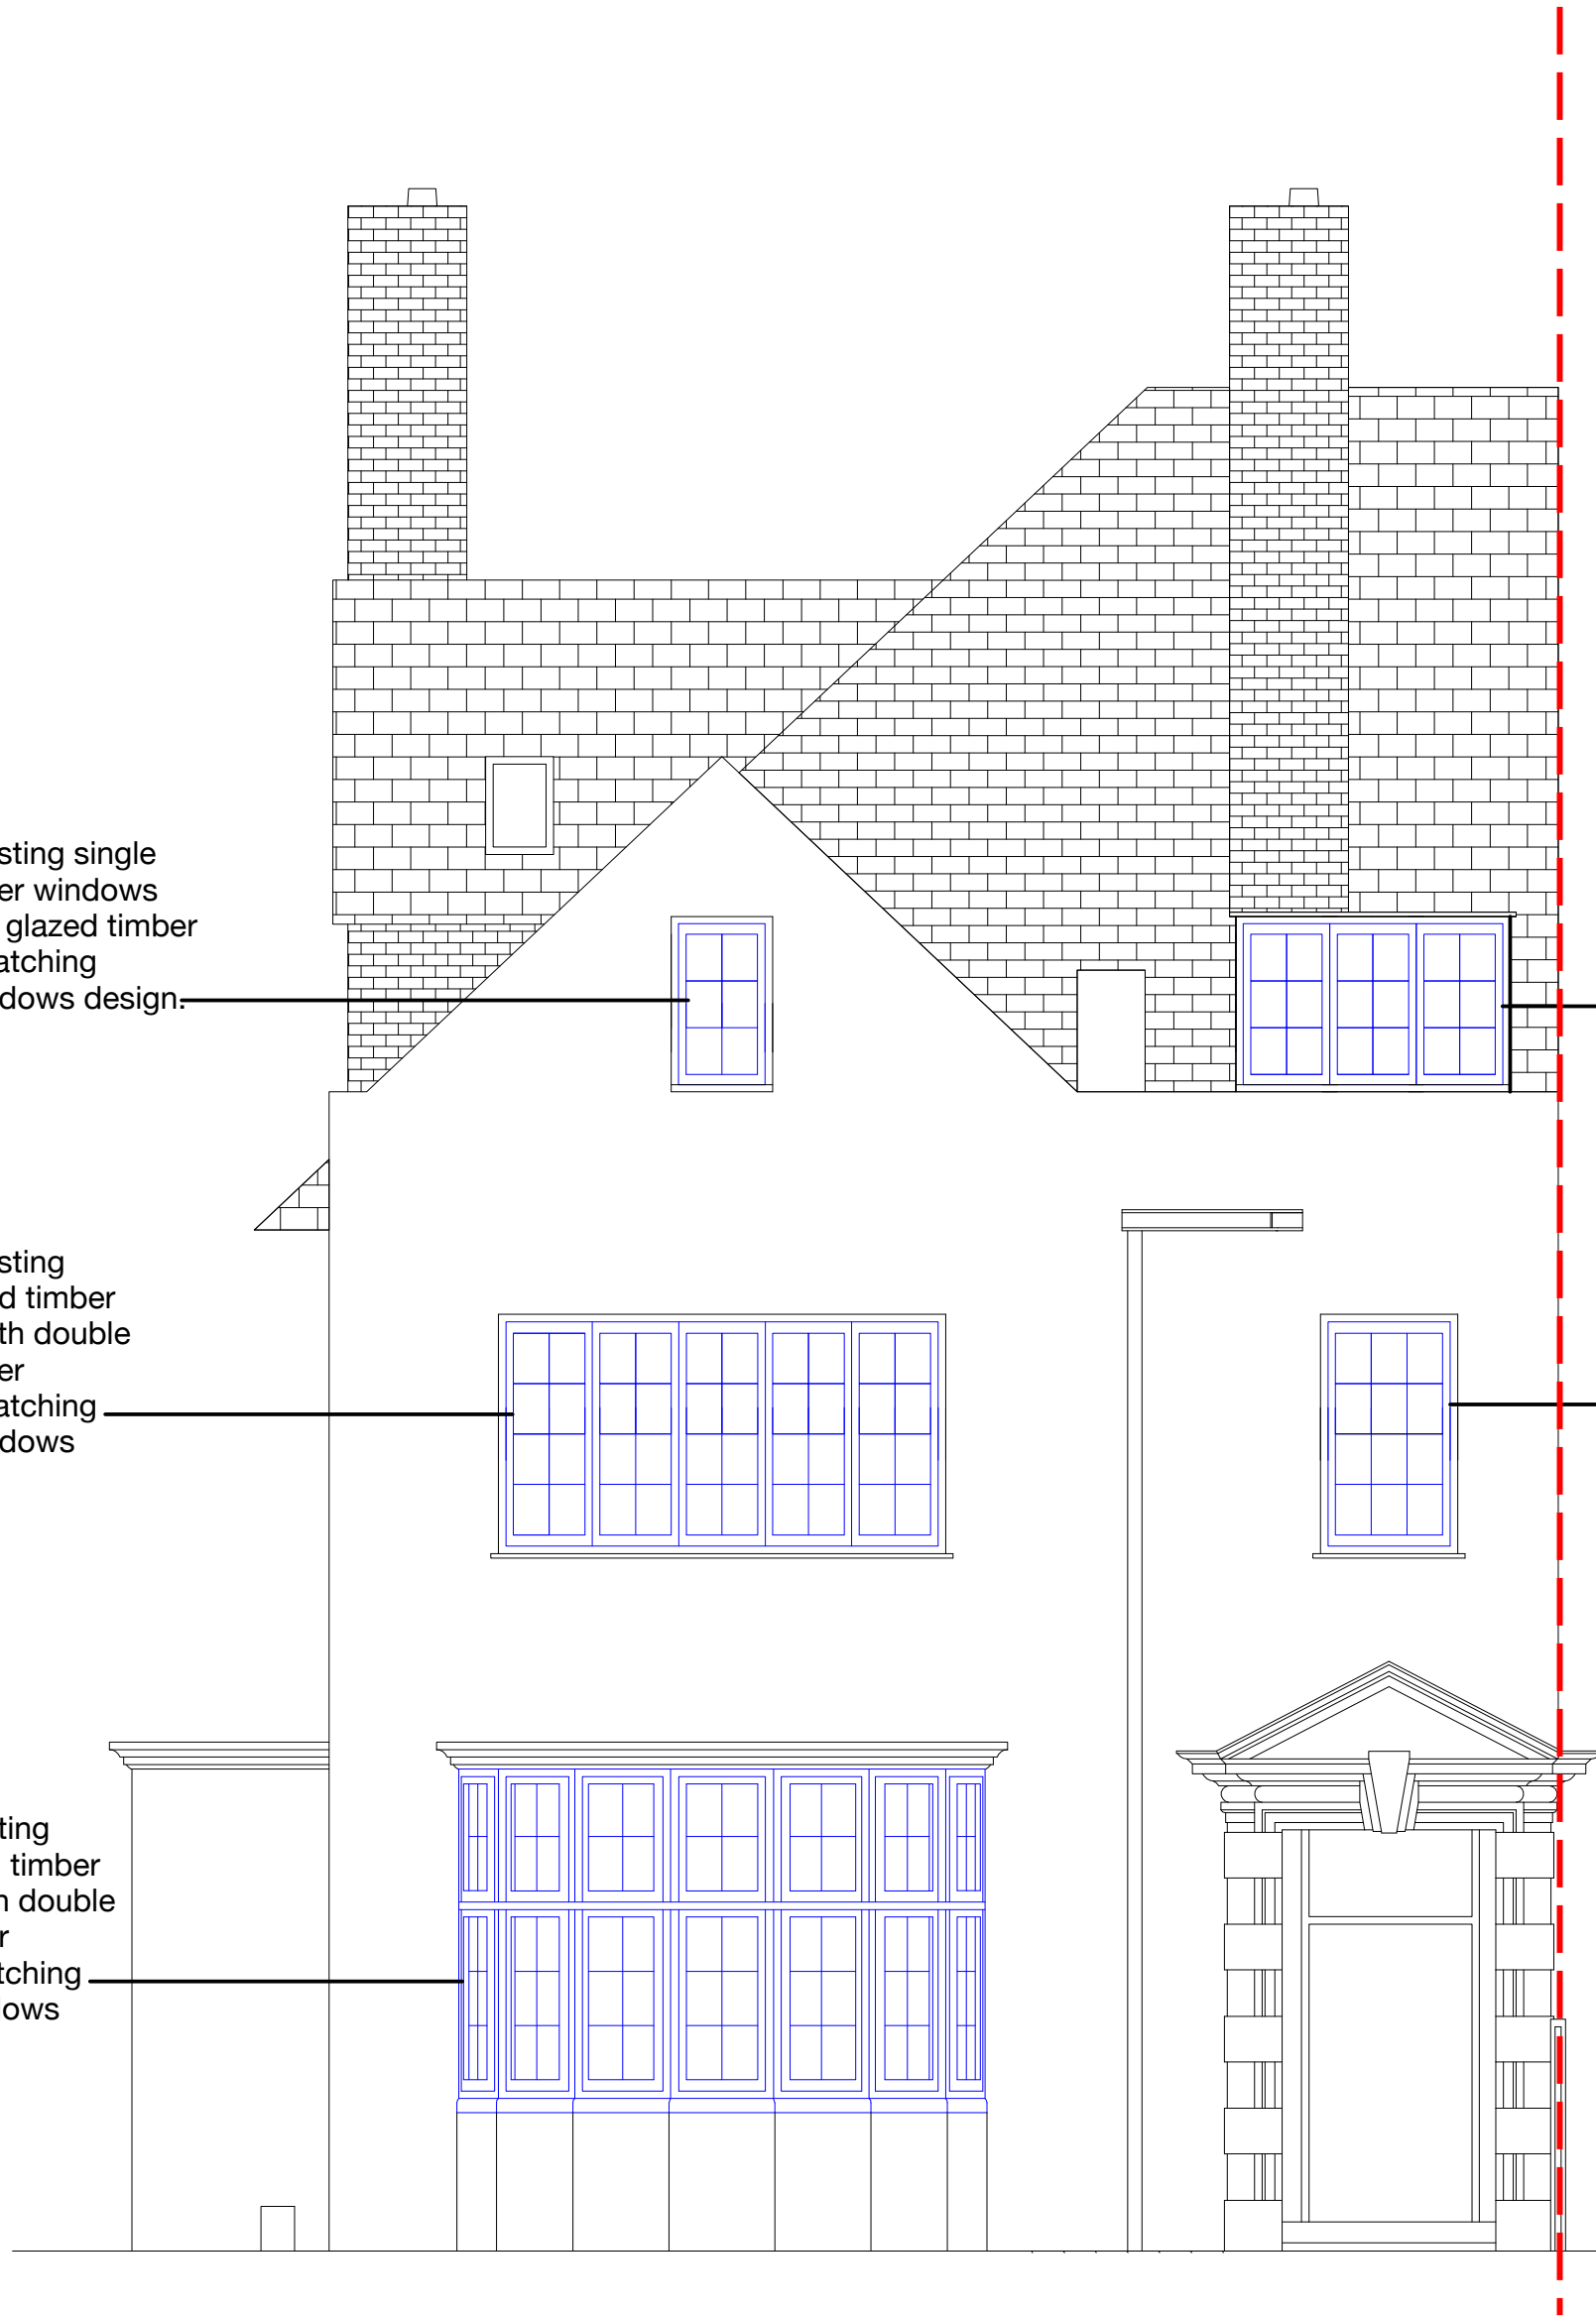 sting single
er windows
glazed timber
atching
dows design.
sting
d timber
th double
er
atching
dows
ting
timber
n double
r
tching
lows